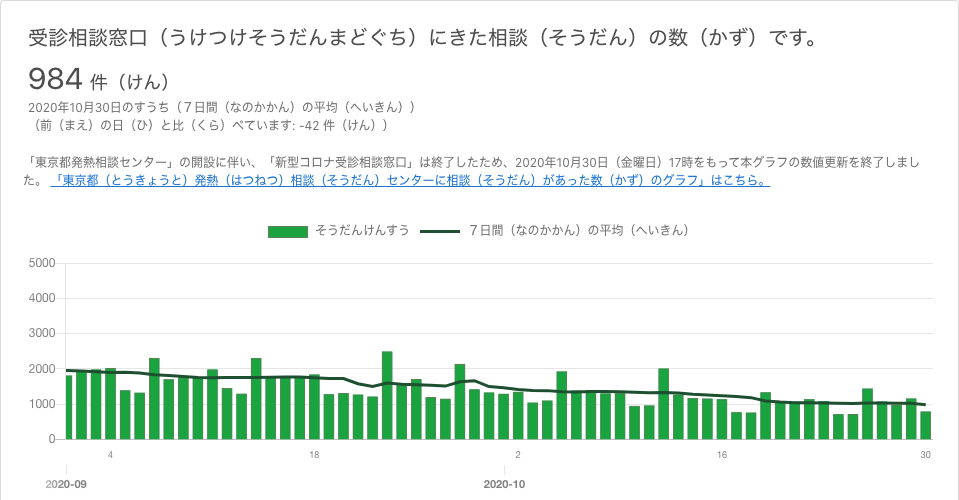 受診相談窓口（うけつけそうだんまどぐち）にきた相談（そうだん）の数（かず）です。
984 件（けん）
2020年10月30日のすうち（７日間（なのかかん）の平均（へいきん））
（前（まえ）の日（ひ）と比（くら）べています: -42 件（けん））
「東京都発熱相談センター」の開設に伴い、「新型コロナ受診相談窓口」は終了したため、2020年10月30日（金曜日）17時をもって本グラフの数値更新を終了しまし
た。 「東京都（とうきょうと）発熱（はつねつ）相談（そうだん）センターに相談（そうだん）があった数（かず）のグラフ」はこちら。
そうだんけんすう ７日間（なのかかん）の平均（へいきん）
5000
4000
3000
2000
1000
0
4 18 2 16 30
2020-09 2020-10